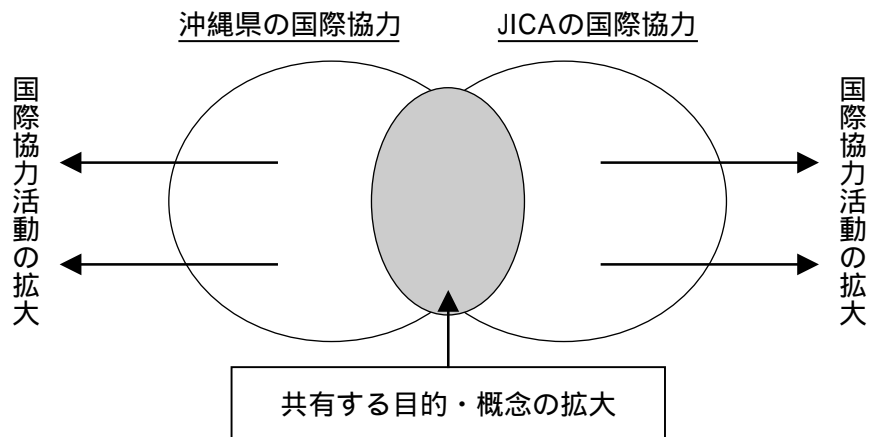 沖縄県の国際協力
JICAの国際協力
国際協力活動の拡大
国際協力活動の拡大
共有する目的・概念の拡大